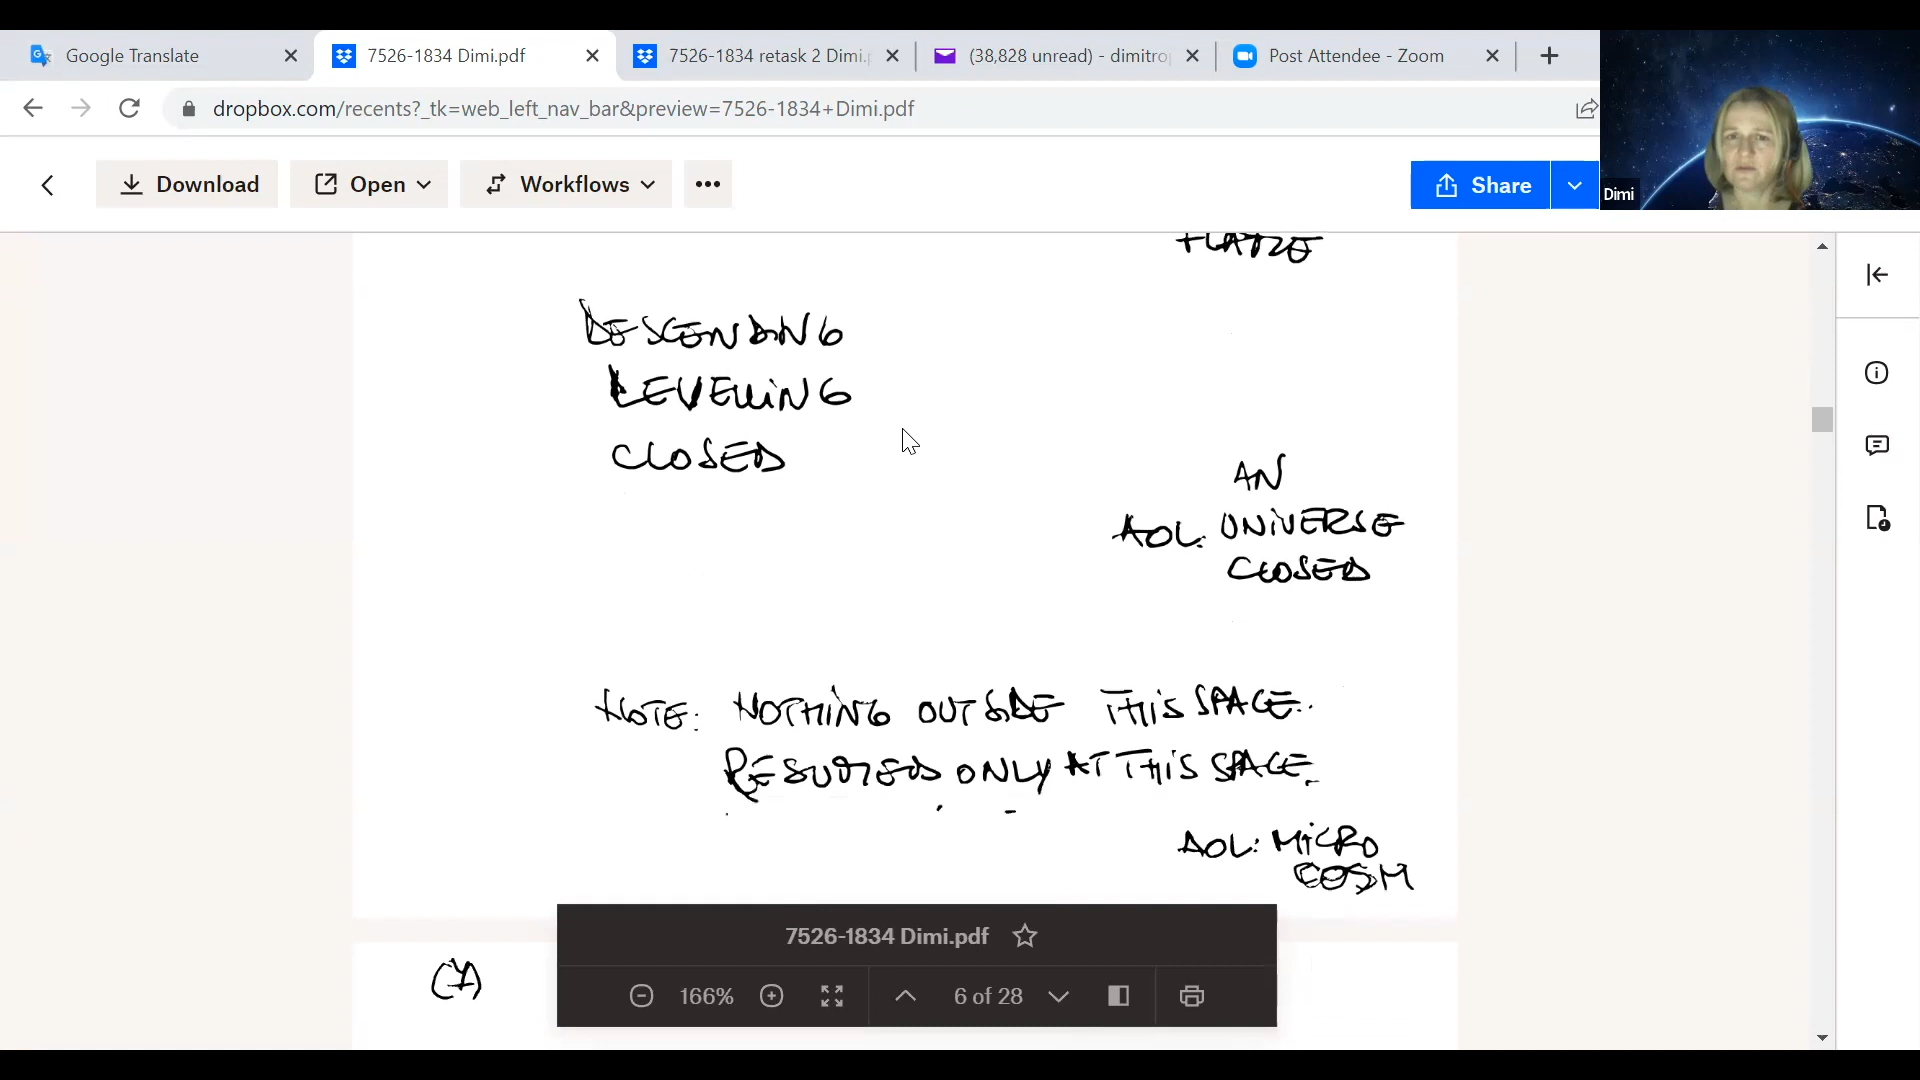 Google Translate
7526-1834 Dimi.pdf
7526-1834 retask 2 Dimi.p
(38,828 unread) - dimitrop
Post Attendee - Zoom
dropbox.com/recents?_tk=web_left_nav_bar&preview=7526-1834+Dimi.pdf
Download
Open
Workflows
Share
Dimi
DESCENDING
LEVELLING
CLOSED
AN
AOL: UNIVERSE
CLOSED
NOTE: NOTHING OUTSIDE THIS SPACE.
RESULTED ONLY AT THIS SPACE.
AOL: MICRO
COSM
7526-1834 Dimi.pdf
166%
6 of 28